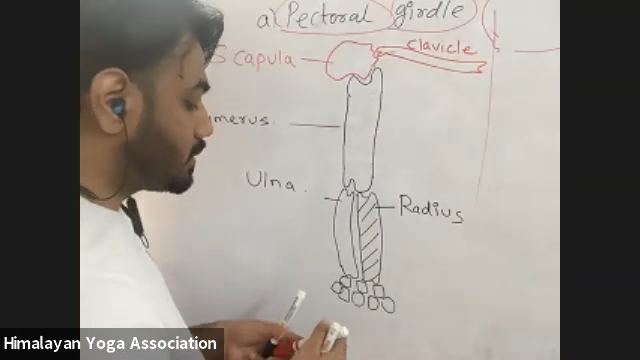 a) Pectoral girdle
clavicle
Scapula
merus.
Ulna.
Radius
Himalayan Yoga Association